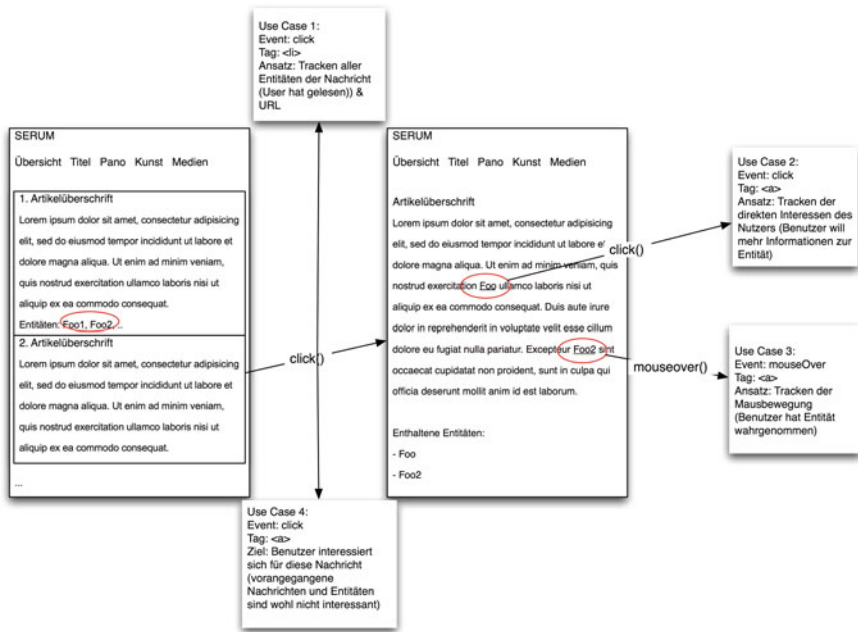 Use Case 1:
Event: click
Tag: <li>
Ansatz: Tracken aller
Entitäten der Nachricht
(User hat gelesen)) &
URL
SERUM
Übersicht Titel Pano Kunst Medien
1. Artikelüberschrift
Lorem ipsum dolor sit amet, consectetur adipisicing
elit, sed do eiusmod tempor incididunt ut labore et
dolore magna aliqua. Ut enim ad minim veniam,
quis nostrud exercitation ullamco laboris nisi ut
aliquip ex ea commodo consequat.
Entitäten: Foo1, Foo2, ..
2. Artikelüberschrift
Lorem ipsum dolor sit amet, consectetur adipisicing
elit, sed do eiusmod tempor incididunt ut labore et
dolore magna aliqua. Ut enim ad minim veniam,
quis nostrud exercitation ullamco laboris nisi ut
aliquip ex ea commodo consequat.
...
click()
SERUM
Übersicht Titel Pano Kunst Medien
Artikelüberschrift
Lorem ipsum dolor sit amet, consectetur adipisicing
elit, sed do eiusmod tempor incididunt ut labore et
dolore magna aliqua. Ut enim ad minim veniam, quis
nostrud exercitation Foo ullamco laboris nisi ut
aliquip ex ea commodo consequat. Duis aute irure
dolor in reprehenderit in voluptate velit esse cillum
dolore eu fugiat nulla pariatur. Excepteur Foo2 sint
occaecat cupidatat non proident, sunt in culpa qui
officia deserunt mollit anim id est laborum.
Enthaltene Entitäten:
- Foo
- Foo2
click()
mouseover()
Use Case 2:
Event: click
Tag: <a>
Ansatz: Tracken der
direkten Interessen des
Nutzers (Benutzer will
mehr Informationen zur
Entität)
Use Case 3:
Event: mouseOver
Tag: <a>
Ansatz: Tracken der
Mausbewegung
(Benutzer hat Entität
wahrgenommen)
Use Case 4:
Event: click
Tag: <a>
Ziel: Benutzer interessiert
sich für diese Nachricht
(vorangegangene
Nachrichten und Entitäten
sind wohl nicht interessant)